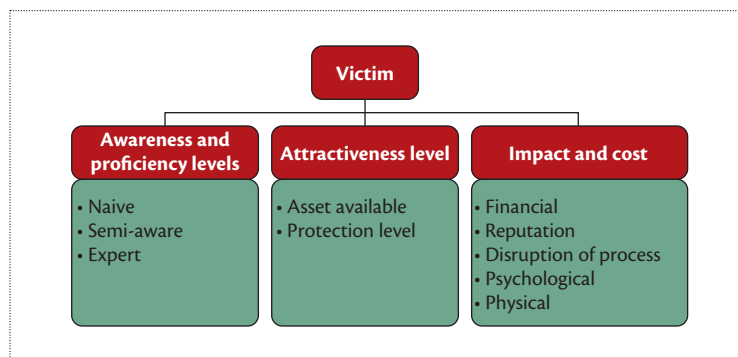 Victim
Awareness and
proficiency levels
• Naive
• Semi-aware
• Expert
Attractiveness level
• Asset available
• Protection level
Impact and cost
• Financial
• Reputation
• Disruption of process
• Psychological
• Physical